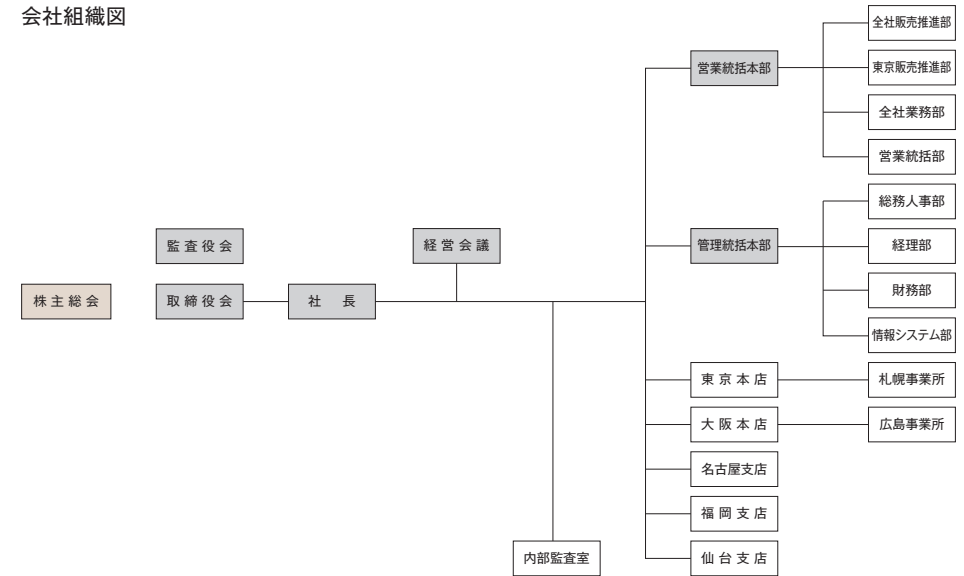 会社組織図
全社販売推進部
営業統括本部
東京販売推進部
全社業務部
営業統括部
総務人事部
監査役会
経営会議
管理統括本部
経理部
株主総会
取締役会
社長
財務部
情報システム部
東京本店
札幌事業所
大阪本店
広島事業所
名古屋支店
福岡支店
内部監査室
仙台支店